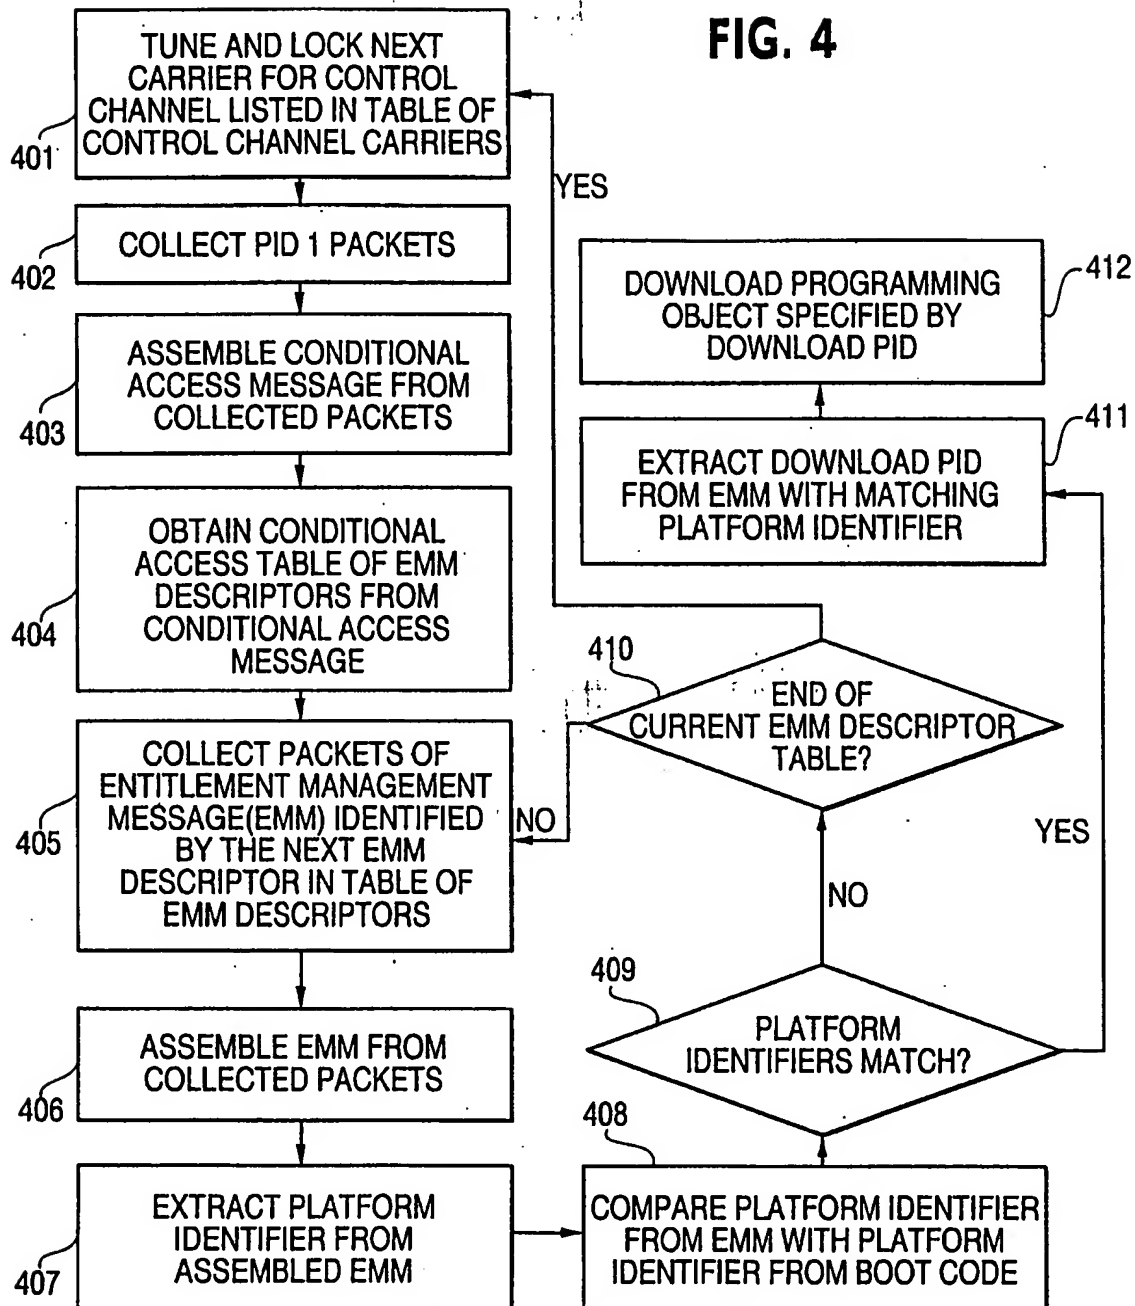 FIG. 4
TUNE AND LOCK NEXT
CARRIER FOR CONTROL
CHANNEL LISTED IN TABLE OF
CONTROL CHANNEL CARRIERS
401
COLLECT PID 1 PACKETS
402
ASSEMBLE CONDITIONAL
ACCESS MESSAGE FROM
COLLECTED PACKETS
403
OBTAIN CONDITIONAL
ACCESS TABLE OF EMM
DESCRIPTORS FROM
CONDITIONAL ACCESS
MESSAGE
404
COLLECT PACKETS OF
ENTITLEMENT MANAGEMENT
MESSAGE(EMM) IDENTIFIED
BY THE NEXT EMM
DESCRIPTOR IN TABLE OF
EMM DESCRIPTORS
405
ASSEMBLE EMM FROM
COLLECTED PACKETS
406
EXTRACT PLATFORM
IDENTIFIER FROM
ASSEMBLED EMM
407
408
COMPARE PLATFORM IDENTIFIER
FROM EMM WITH PLATFORM
IDENTIFIER FROM BOOT CODE
409
PLATFORM
IDENTIFIERS MATCH?
NO
YES
410
END OF
CURRENT EMM DESCRIPTOR
TABLE?
NO
YES
411
EXTRACT DOWNLOAD PID
FROM EMM WITH MATCHING
PLATFORM IDENTIFIER
412
DOWNLOAD PROGRAMMING
OBJECT SPECIFIED BY
DOWNLOAD PID